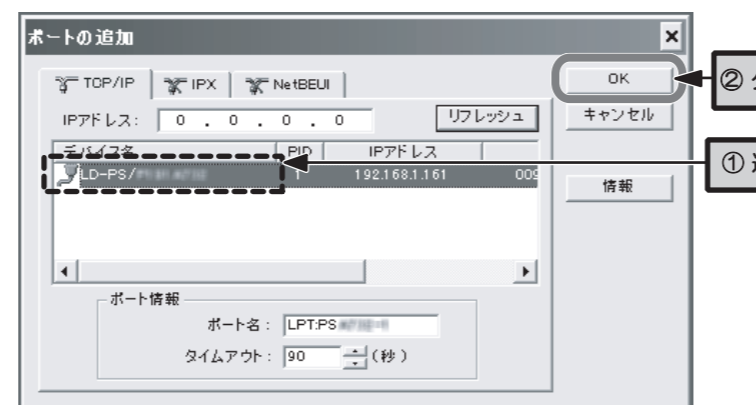 ポートの追加
TCP/IP IPX NetBEUI
OK
② ク
IPアドレス: 0 . 0 . 0 . 0 リフレッシュ
キャンセル
デバイス名 PID IPアドレス
① 選
LD-PS/ 1 192.168.1.161 009
情報
ポート情報
ポート名: LPT:PS
タイムアウト: 90 (秒)